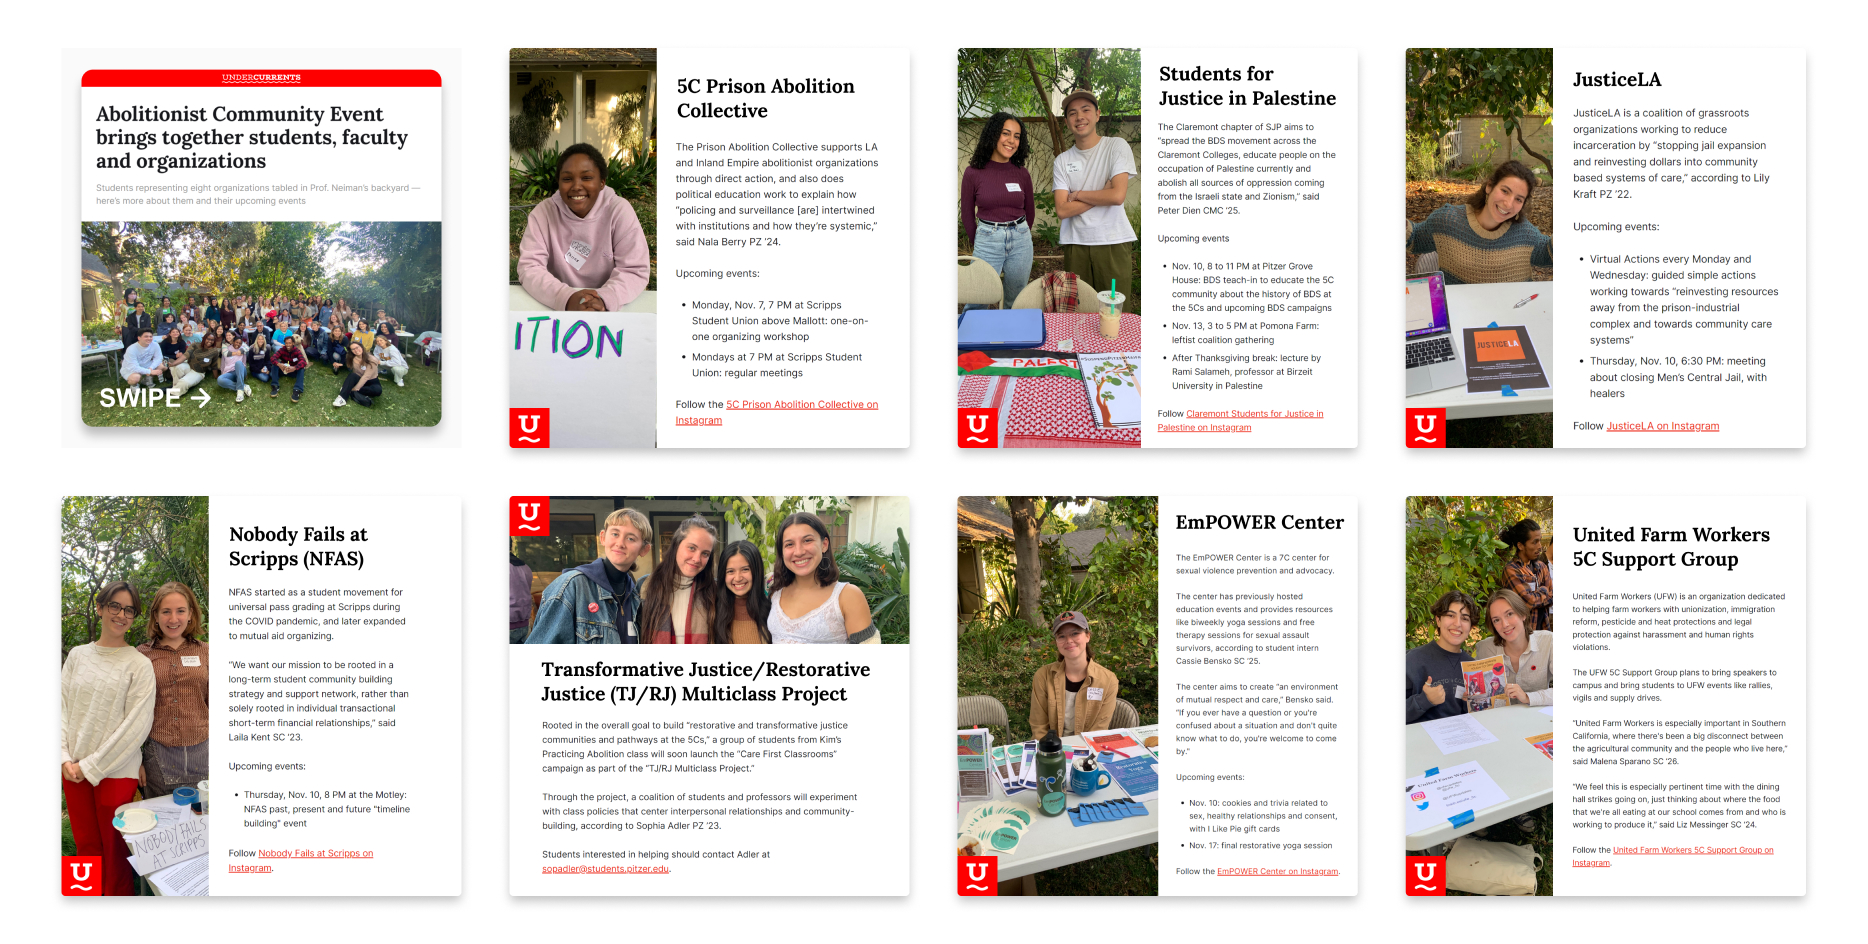 UNDERCURRENTS
Abolitionist Community Event
brings together students, faculty
and organizations
Students representing eight organizations tabled in Prof. Neiman's backyard —
here's more about them and their upcoming events
SWIPE →
5C Prison Abolition
Collective
The Prison Abolition Collective supports LA
and Inland Empire abolitionist organizations
through direct action, and also does
political education work to explain how
"policing and surveillance [are] intertwined
with institutions and how they're systemic,"
said Nala Berry PZ '24.
Upcoming events:
• Monday, Nov. 7, 7 PM at Scripps
Student Union above Mallott: one-on-
one organizing workshop
• Mondays at 7 PM at Scripps Student
Union: regular meetings
Follow the 5C Prison Abolition Collective on
Instagram
ITION
U
Students for
Justice in Palestine
The Claremont chapter of SJP aims to
"spread the BDS movement across the
Claremont Colleges, educate people on the
occupation of Palestine currently and
abolish all sources of oppression coming
from the Israeli state and Zionism," said
Peter Dien CMC '25.
Upcoming events
• Nov. 10, 8 to 11 PM at Pitzer Grove
House: BDS teach-in to educate the 5C
community about the history of BDS at
the 5Cs and upcoming BDS campaigns
• Nov. 13, 3 to 5 PM at Pomona Farm:
leftist coalition gathering
• After Thanksgiving break: lecture by
Rami Salameh, professor at Birzeit
University in Palestine
Follow Claremont Students for Justice in
Palestine on Instagram
PALEST
U
JusticeLA
JusticeLA is a coalition of grassroots
organizations working to reduce
incarceration by "stopping jail expansion
and reinvesting dollars into community
based systems of care," according to Lily
Kraft PZ '22.
Upcoming events:
• Virtual Actions every Monday and
Wednesday: guided simple actions
working towards "reinvesting resources
away from the prison-industrial
complex and towards community care
systems"
• Thursday, Nov. 10, 6:30 PM: meeting
about closing Men's Central Jail, with
healers
Follow JusticeLA on Instagram
JUSTICELA
U
Nobody Fails at
Scripps (NFAS)
NFAS started as a student movement for
universal pass grading at Scripps during
the COVID pandemic, and later expanded
to mutual aid organizing.
"We want our mission to be rooted in a
long-term student community building
strategy and support network, rather than
solely rooted in individual transactional
short-term financial relationships," said
Laila Kent SC '23.
Upcoming events:
• Thursday, Nov. 10, 8 PM at the Motley:
NFAS past, present and future "timeline
building" event
Follow Nobody Fails at Scripps on
Instagram.
NOBODY FAILS
AT SCRIPPS
U
U
Transformative Justice/Restorative
Justice (TJ/RJ) Multiclass Project
Rooted in the overall goal to build "restorative and transformative justice
communities and pathways at the 5Cs," a group of students from Kim's
Practicing Abolition class will soon launch the "Care First Classrooms"
campaign as part of the "TJ/RJ Multiclass Project."
Through the project, a coalition of students and professors will experiment
with class policies that center interpersonal relationships and community-
building, according to Sophia Adler PZ '23.
Students interested in helping should contact Adler at
sopadler@students.pitzer.edu.
EmPOWER Center
The EmPOWER Center is a 7C center for
sexual violence prevention and advocacy.
The center has previously hosted
education events and provides resources
like biweekly yoga sessions and free
therapy sessions for sexual assault
survivors, according to student intern
Cassie Bensko SC '25.
The center aims to create "an environment
of mutual respect and care," Bensko said.
"If you ever have a question or you're
confused about a situation and don't quite
know what to do, you're welcome to come
by."
Upcoming events:
• Nov. 10: cookies and trivia related to
sex, healthy relationships and consent,
with I Like Pie gift cards
• Nov. 17: final restorative yoga session
Follow the EmPOWER Center on Instagram.
Restorative
Yoga
U
United Farm Workers
5C Support Group
United Farm Workers (UFW) is an organization dedicated
to helping farm workers with unionization, immigration
reform, pesticide and heat protections and legal
protection against harassment and human rights
violations.
The UFW 5C Support Group plans to bring speakers to
campus and bring students to UFW events like rallies,
vigils and supply drives.
"United Farm Workers is especially important in Southern
California, where there's been a big disconnect between
the agricultural community and the people who live here,"
said Malena Sparano SC '26.
"We feel this is especially pertinent time with the dining
hall strikes going on, just thinking about where the food
that we're all eating at our school comes from and who is
working to produce it," said Liz Messinger SC '24.
Follow the United Farm Workers 5C Support Group on
Instagram.
United Farm Workers
U